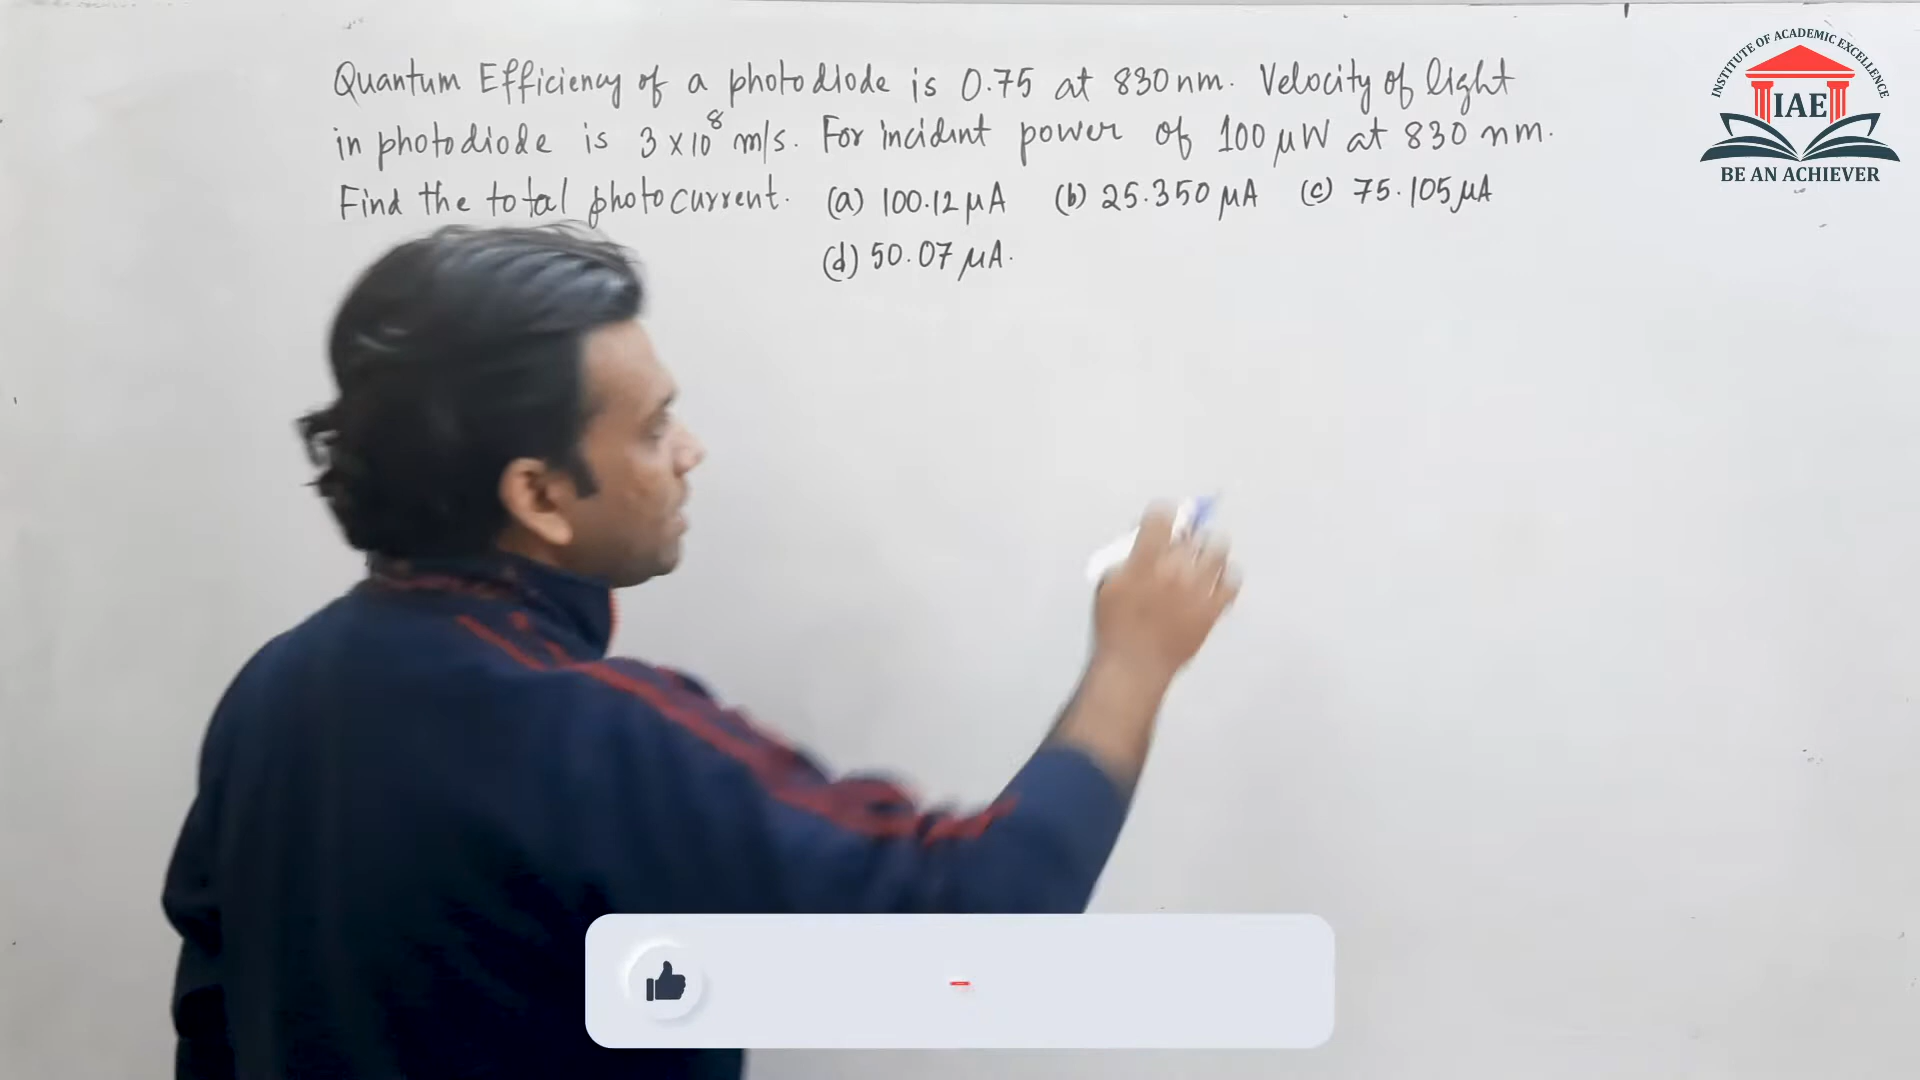 Quantum Efficiency of a photodiode is 0.75 at 830 nm. Velocity of light
in photodiode is 3 x 10⁸ m/s. For incident power of 100 μW at 830 nm.
Find the total photocurrent. (a) 100.12 μA (b) 25.350 μA (c) 75.105 μA
(d) 50.07 μA.
INSTITUTE OF ACADEMIC EXCELLENCE
IAE
BE AN ACHIEVER